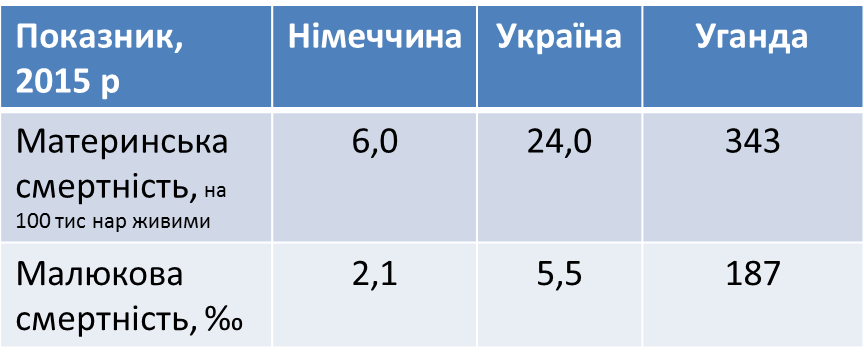 Показник, Німеччина Україна Уганда
2015 р
Материнська 6,0 24,0 343
смертність, на
100 тис нар живими
Малюкова 2,1 5,5 187
смертність, ‰